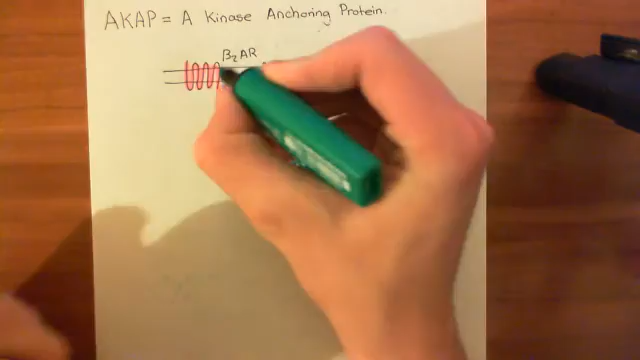 AKAP = A Kinase Anchoring Protein.
β₂AR